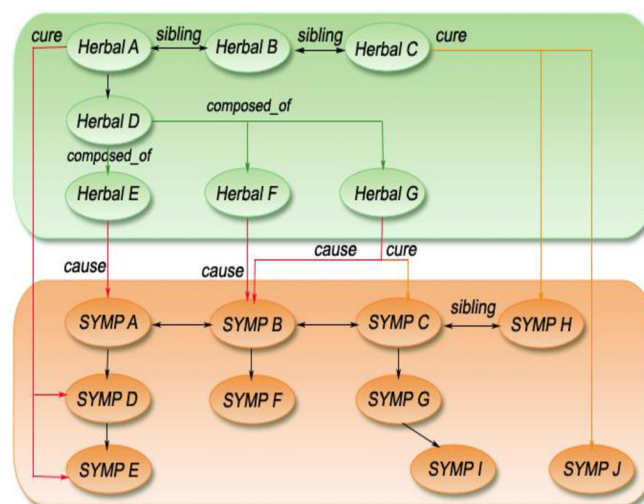 cure
Herbal A
sibling
Herbal B
sibling
Herbal C
cure
Herbal D
composed_of
composed_of
Herbal E
Herbal F
Herbal G
cause
cause
cause
cure
SYMP A
SYMP B
SYMP C
sibling
SYMP H
SYMP D
SYMP F
SYMP G
SYMP E
SYMP I
SYMP J